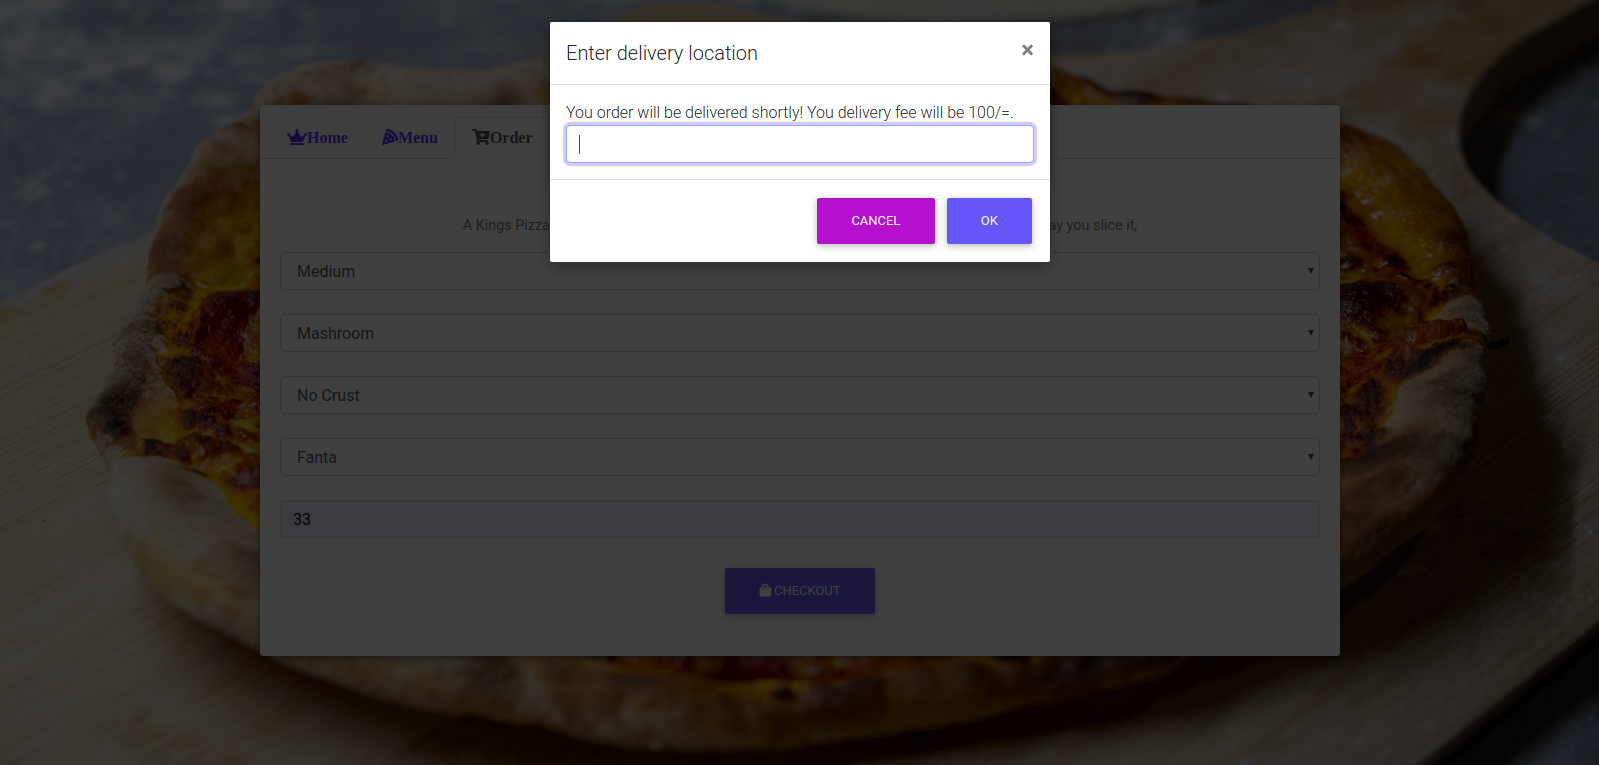 Enter delivery location ×
You order will be delivered shortly! You delivery fee will be 100/=.
CANCEL OK
Home Menu Order
A Kings Pizza ay you slice it,
Medium
Mashroom
No Crust
Fanta
33
CHECKOUT